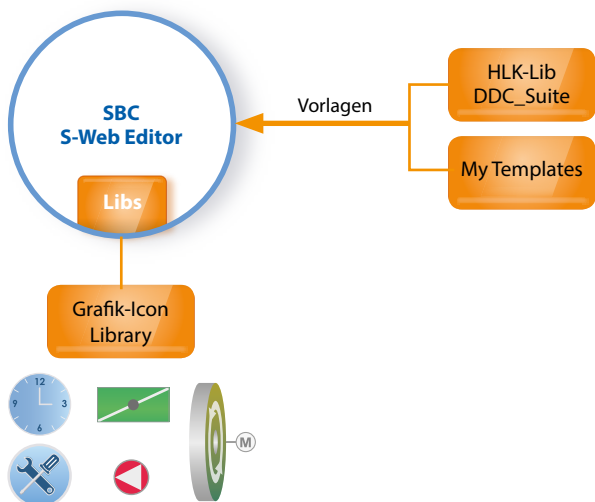 SBC
S-Web Editor
Libs
Vorlagen
HLK-Lib
DDC_Suite
My Templates
Grafik-Icon
Library
12
9
3
6
M